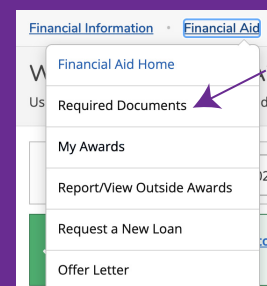 Financial Information • Financial Aid
Financial Aid Home
Required Documents
My Awards
Report/View Outside Awards
Request a New Loan
Offer Letter